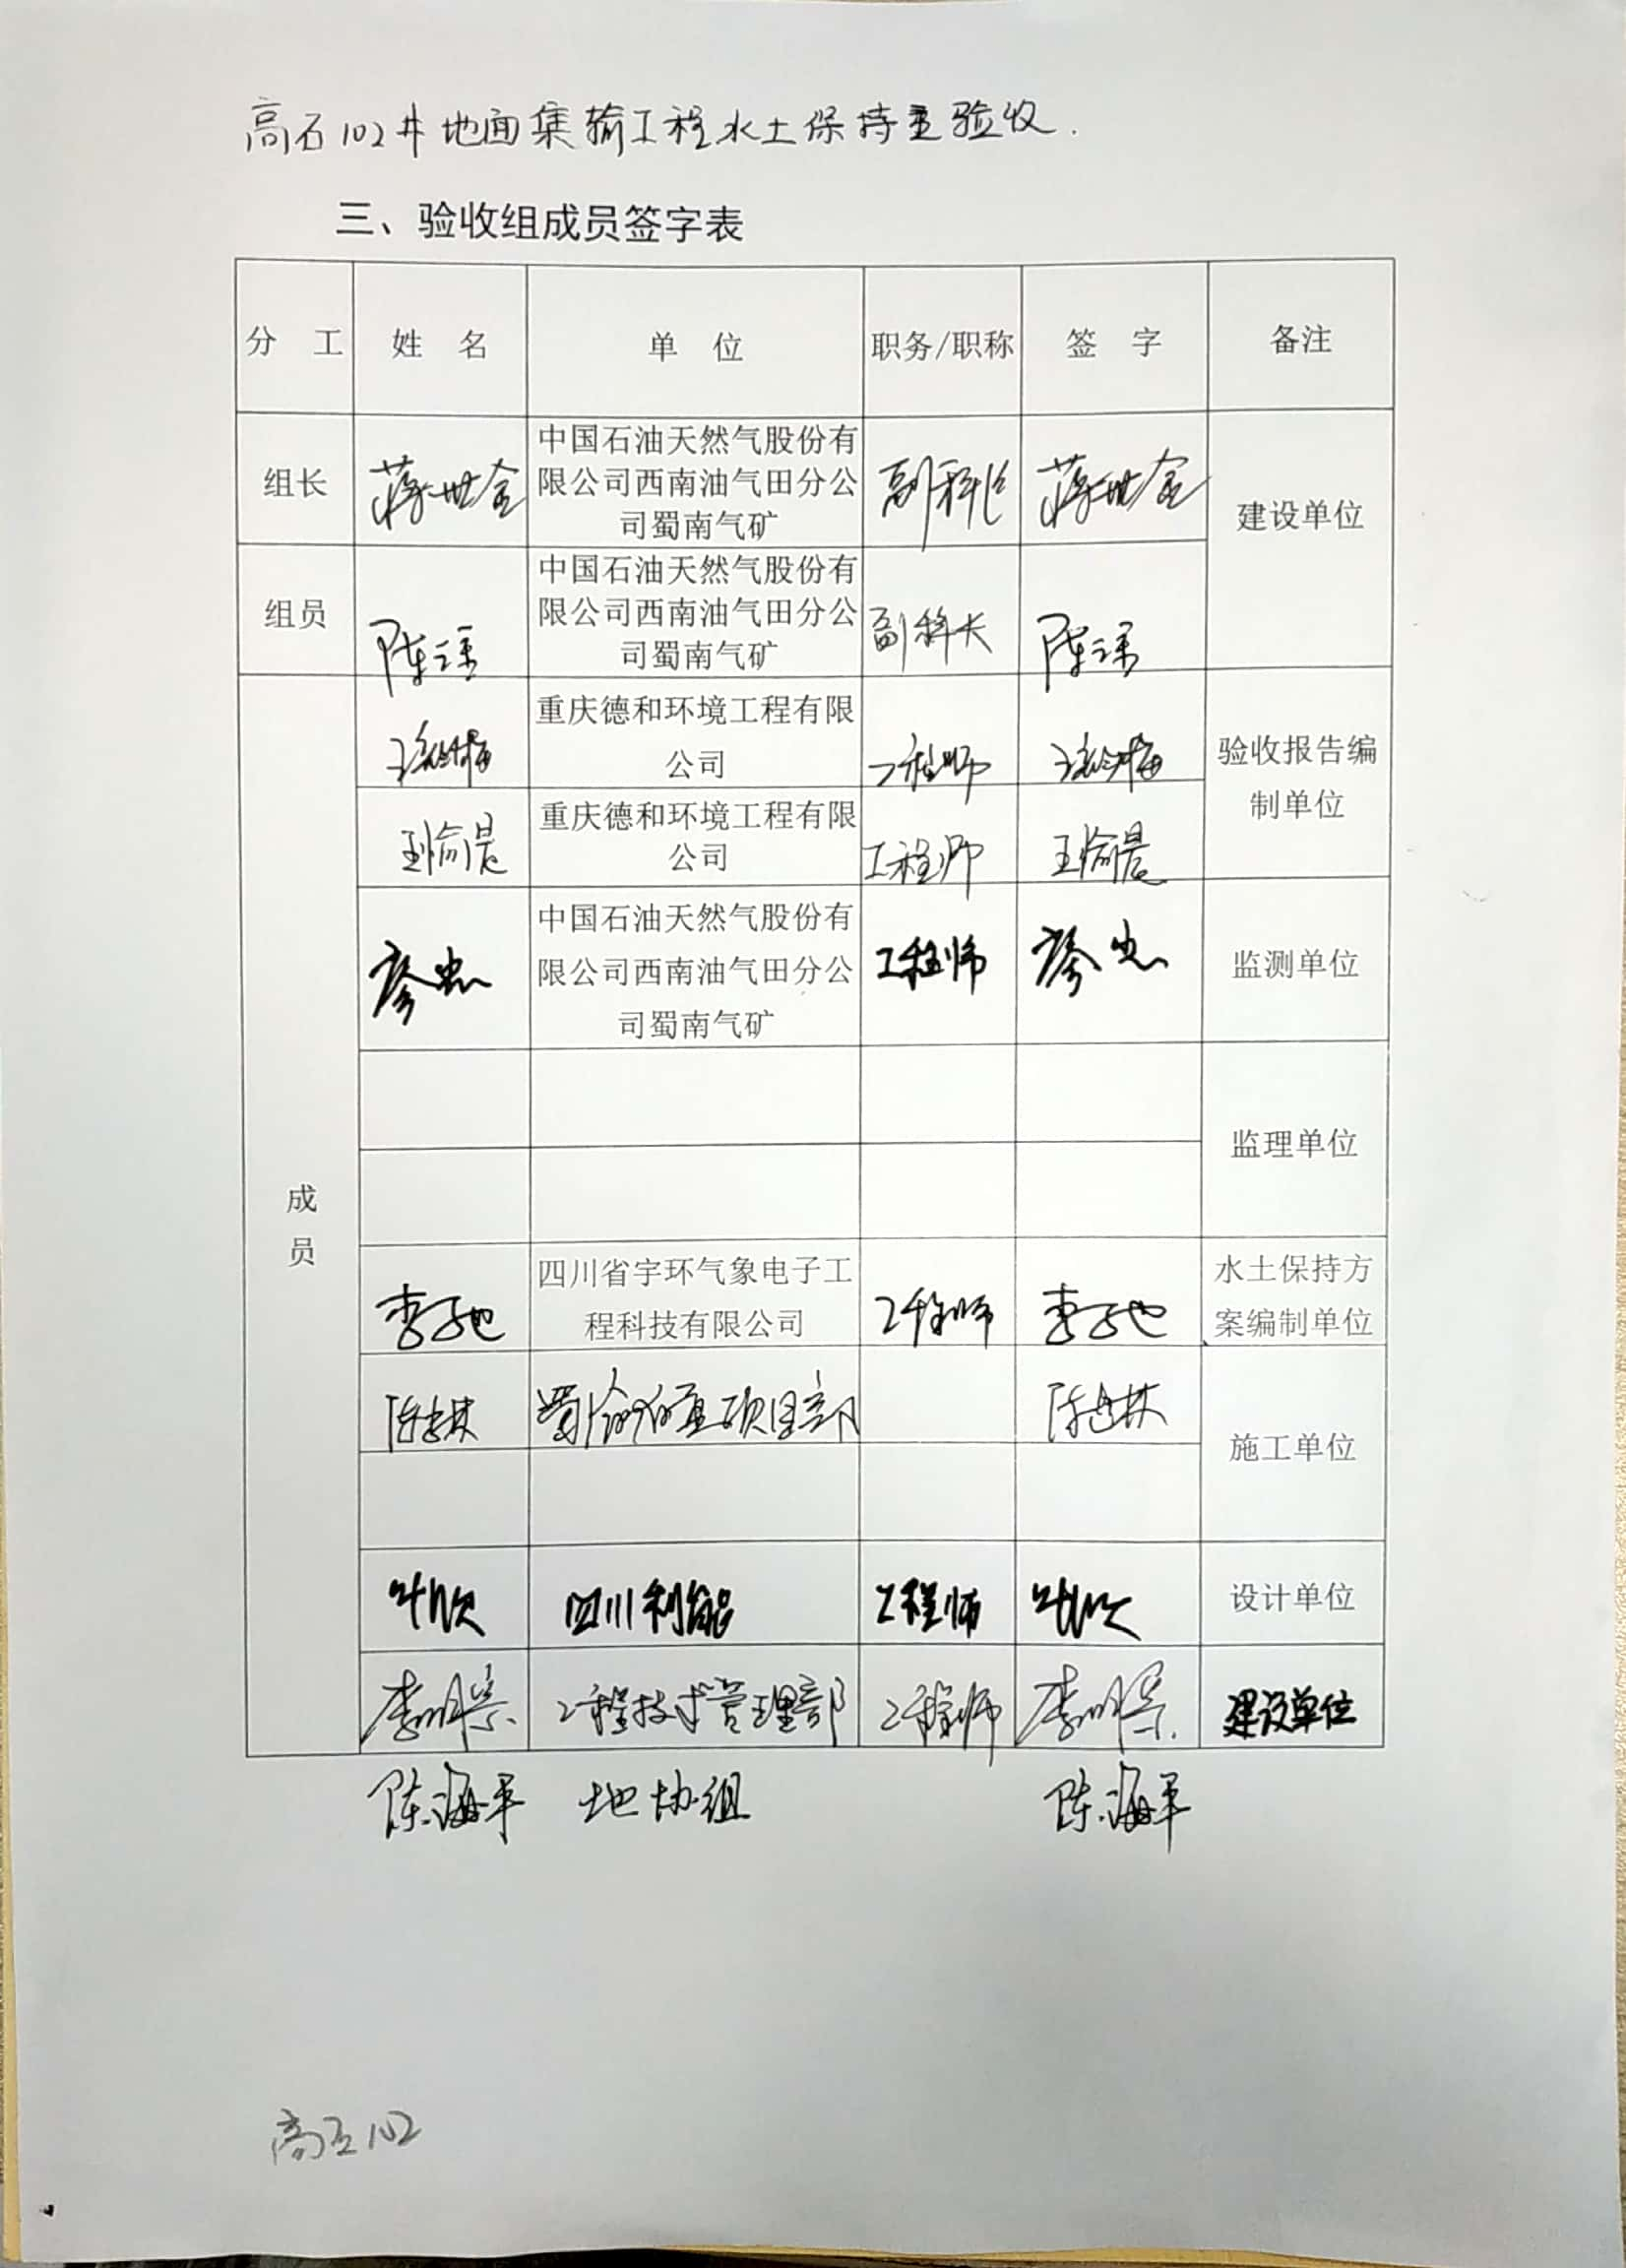 高石102井地面集输工程水土保持验收.
三、验收组成员签字表
分 工 姓 名 单 位 职务/职称 签 字 备注
组长 蒋世金 中国石油天然气股份有 副科长 蒋世金 建设单位
限公司西南油气田分公
司蜀南气矿
组员 中国石油天然气股份有 副科长
限公司西南油气田分公
司蜀南气矿
成员
重庆德和环境工程有限 工程师 验收报告编
公司 制单位
王愉晨 重庆德和环境工程有限 工程师 王愉晨
公司
廖忠 中国石油天然气股份有 工程师 廖忠 监测单位
限公司西南油气田分公
司蜀南气矿
监理单位
四川省宇环气象电子工 工程师 水土保持方
程科技有限公司 案编制单位
项目部 施工单位
四川利能 工程师 设计单位
工程技术管理部 工程师 建设单位
陈海平 地协组 陈海平
高石102